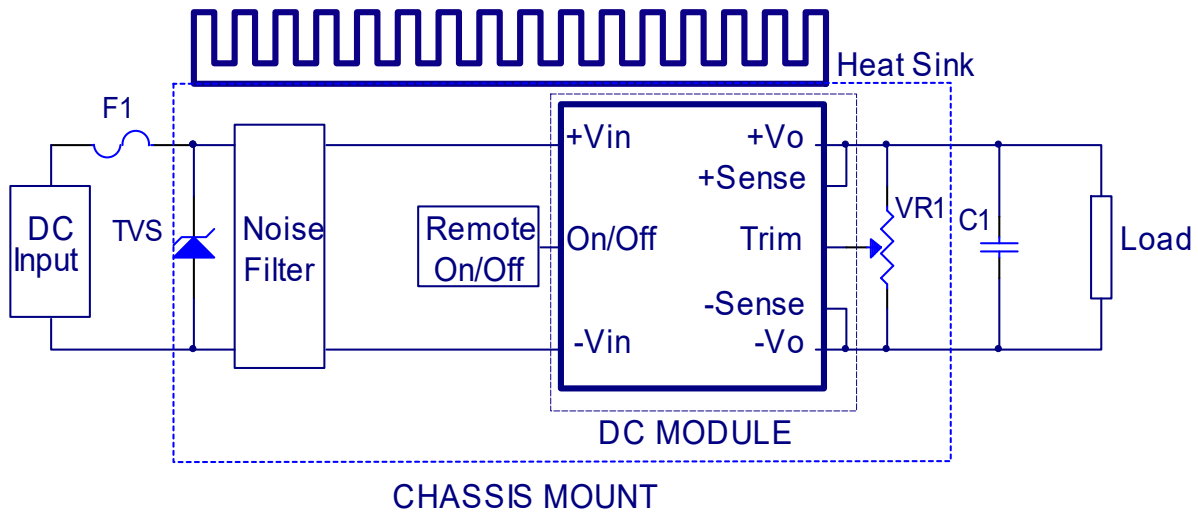 Heat Sink
F1
+Vin
+Vo
+Sense
DC
Input
TVS
Noise
Filter
Remote
On/Off
On/Off
Trim
VR1
C1
Load
-Sense
-Vin
-Vo
DC MODULE
CHASSIS MOUNT